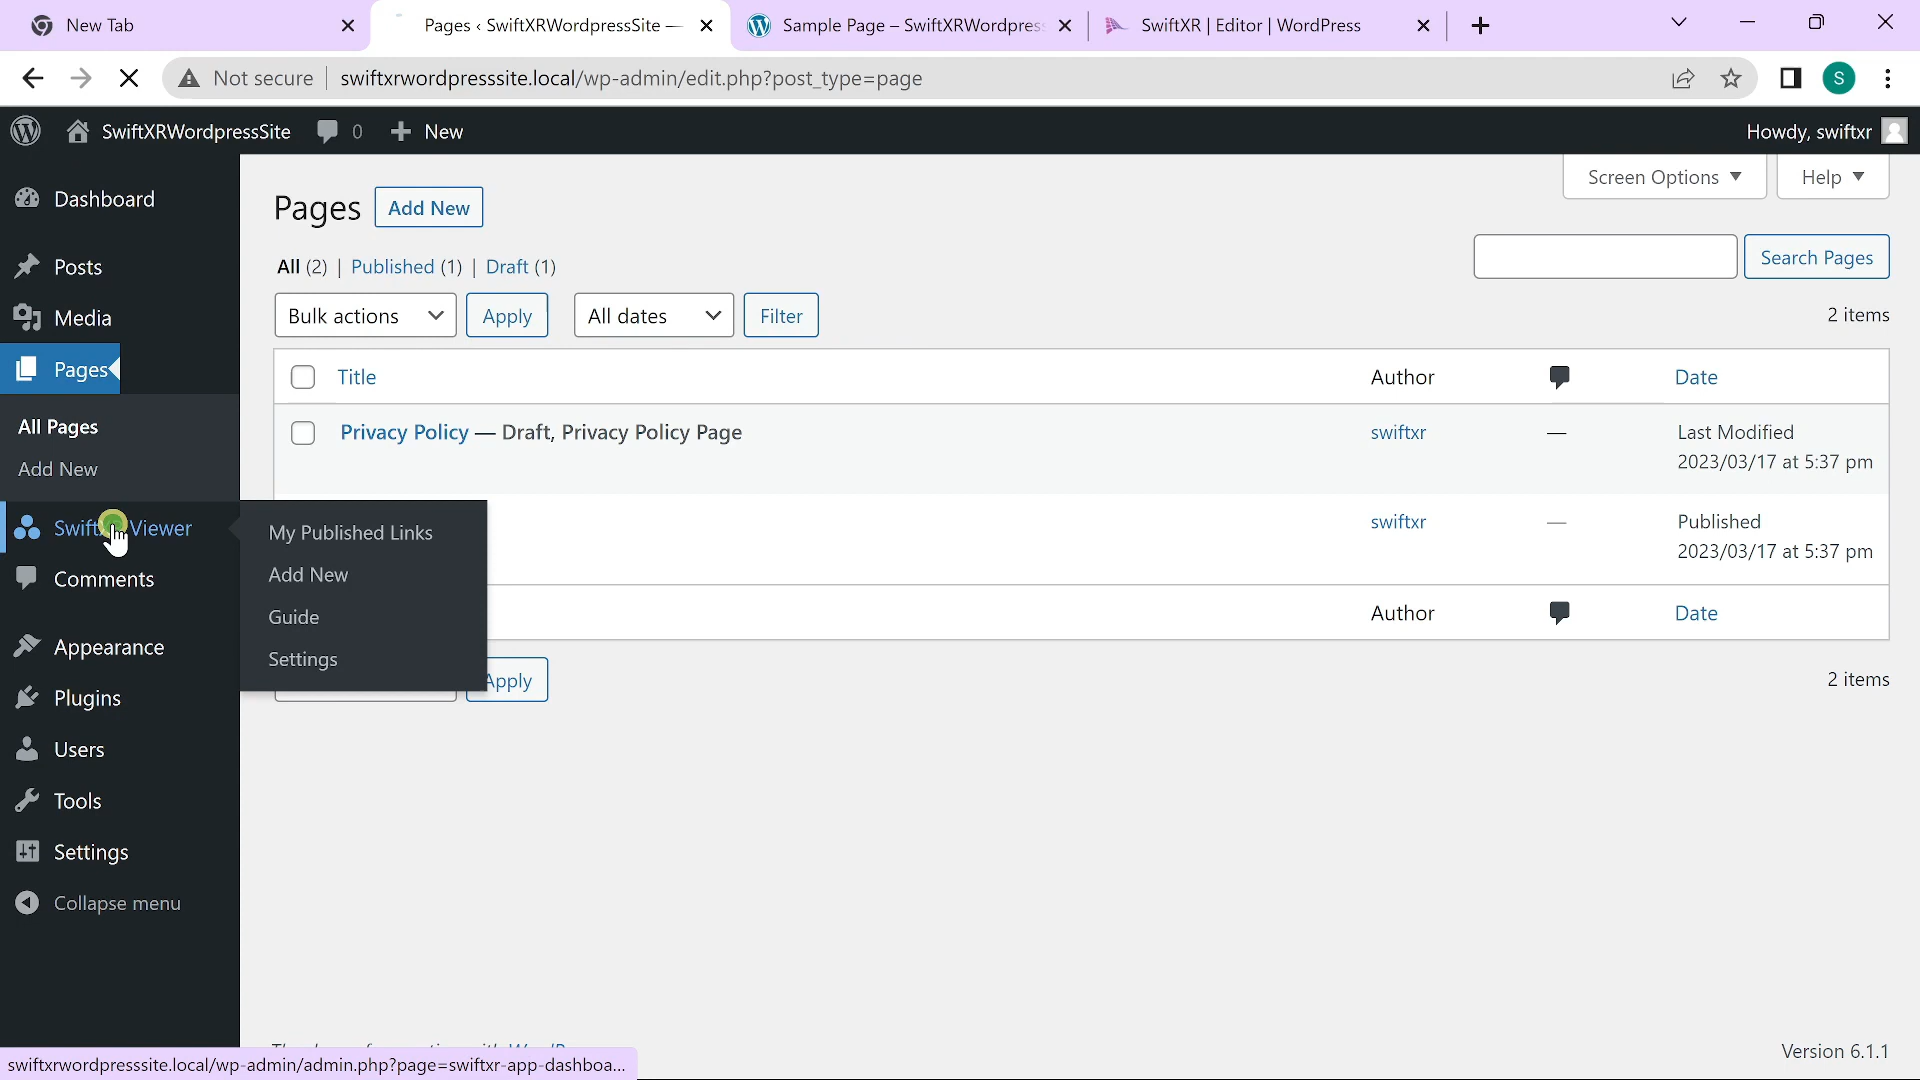 New Tab
Pages ‹ SwiftXRWordpressSite —
Sample Page – SwiftXRWordpres
SwiftXR | Editor | WordPress
Not secure
swiftxrwordpresssite.local/wp-admin/edit.php?post_type=page
S
SwiftXRWordpressSite
0
New
Howdy, swiftxr
Dashboard
Posts
Media
Pages
All Pages
Add New
Viewer
Comments
Appearance
Plugins
Users
Tools
Settings
Collapse menu
My Published Links
Add New
Guide
Settings
Screen Options
Help
Pages
Add New
All (2) | Published (1) | Draft (1)
Search Pages
Bulk actions
Apply
All dates
Filter
2 items
Title
Author
Date
Privacy Policy — Draft, Privacy Policy Page
swiftxr
—
Last Modified
2023/03/17 at 5:37 pm
swiftxr
—
Published
2023/03/17 at 5:37 pm
Author
Date
Apply
2 items
Version 6.1.1
swiftxrwordpresssite.local/wp-admin/admin.php?page=swiftxr-app-dashboa...